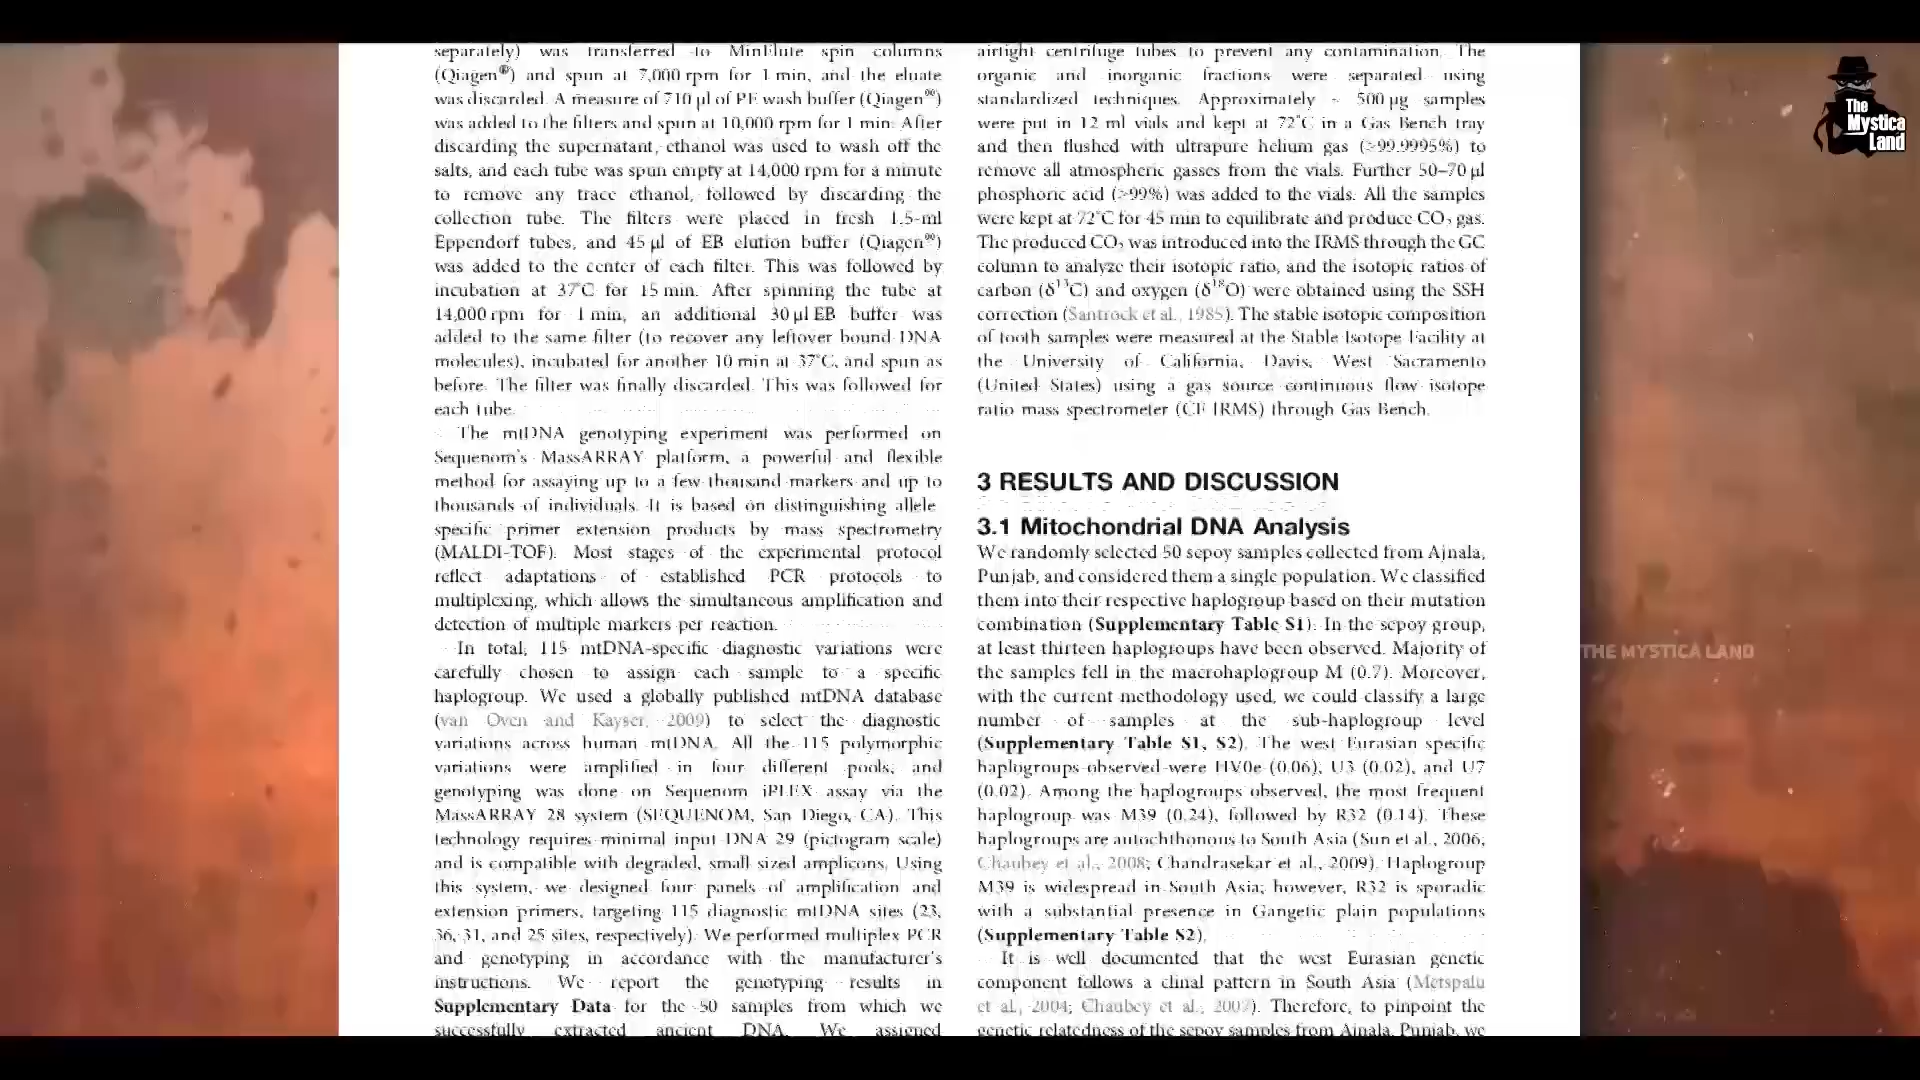 separately) was transferred to MinElute spin columns
(Qiagen®) and spun at 7,000 rpm for 1 min, and the eluate
was discarded. A measure of 710 µl of PE wash buffer (Qiagen®)
was added to the filters and spun at 10,000 rpm for 1 min. After
discarding the supernatant, ethanol was used to wash off the
salts, and each tube was spun empty at 14,000 rpm for a minute
to remove any trace ethanol, followed by discarding the
collection tube. The filters were placed in fresh 1.5-ml
Eppendorf tubes, and 45 µl of EB elution buffer (Qiagen®)
was added to the center of each filter. This was followed by
incubation at 37°C for 15 min. After spinning the tube at
14,000 rpm for 1 min, an additional 30 µl EB buffer was
added to the same filter (to recover any leftover bound DNA
molecules), incubated for another 10 min at 37°C, and spun as
before. The filter was finally discarded. This was followed for
each tube.
The mtDNA genotyping experiment was performed on
Sequenom's MassARRAY platform, a powerful and flexible
method for assaying up to a few thousand markers and up to
thousands of individuals. It is based on distinguishing allele-
specific primer extension products by mass spectrometry
(MALDI-TOF). Most stages of the experimental protocol
reflect adaptations of established PCR protocols to
multiplexing, which allows the simultaneous amplification and
detection of multiple markers per reaction.
In total, 115 mtDNA-specific diagnostic variations were
carefully chosen to assign each sample to a specific
haplogroup. We used a globally published mtDNA database
(van Oven and Kayser, 2009) to select the diagnostic
variations across human mtDNA. All the 115 polymorphic
variations were amplified in four different pools, and
genotyping was done on Sequenom iPLEX assay via the
MassARRAY 28 system (SEQUENOM, San Diego, CA). This
technology requires minimal input DNA 29 (pictogram scale)
and is compatible with degraded, small sized amplicons. Using
this system, we designed four panels of amplification and
extension primers, targeting 115 diagnostic mtDNA sites (23,
36, 31, and 25 sites, respectively). We performed multiplex PCR
and genotyping in accordance with the manufacturer's
instructions. We report the genotyping results in
Supplementary Data for the 50 samples from which we
successfully extracted ancient DNA. We assigned
airtight centrifuge tubes to prevent any contamination. The
organic and inorganic fractions were separated using
standardized techniques. Approximately ~ 500 µg samples
were put in 12 ml vials and kept at 72°C in a Gas Bench tray
and then flushed with ultrapure helium gas (>99.9995%) to
remove all atmospheric gasses from the vials. Further 50–70 µl
phosphoric acid (>99%) was added to the vials. All the samples
were kept at 72°C for 45 min to equilibrate and produce CO₂ gas.
The produced CO₂ was introduced into the IRMS through the GC
column to analyze their isotopic ratio, and the isotopic ratios of
carbon (δ¹³C) and oxygen (δ¹⁸O) were obtained using the SSH
correction (Santrock et al., 1985). The stable isotopic composition
of tooth samples were measured at the Stable Isotope Facility at
the University of California, Davis, West Sacramento
(United States) using a gas source continuous flow isotope
ratio mass spectrometer (CF IRMS) through Gas Bench.
3 RESULTS AND DISCUSSION
3.1 Mitochondrial DNA Analysis
We randomly selected 50 sepoy samples collected from Ajnala,
Punjab, and considered them a single population. We classified
them into their respective haplogroup based on their mutation
combination (Supplementary Table S1). In the sepoy group,
at least thirteen haplogroups have been observed. Majority of
the samples fell in the macrohaplogroup M (0.7). Moreover,
with the current methodology used, we could classify a large
number of samples at the sub-haplogroup level
(Supplementary Table S1, S2). The west Eurasian specific
haplogroups observed were HV0e (0.06), U3 (0.02), and U7
(0.02). Among the haplogroups observed, the most frequent
haplogroup was M39 (0.24), followed by R32 (0.14). These
haplogroups are autochthonous to South Asia (Sun et al., 2006;
Chaubey et al., 2008; Chandrasekar et al., 2009). Haplogroup
M39 is widespread in South Asia; however, R32 is sporadic
with a substantial presence in Gangetic plain populations
(Supplementary Table S2).
It is well documented that the west Eurasian genetic
component follows a clinal pattern in South Asia (Metspalu
et al., 2004; Chaubey et al., 2007). Therefore, to pinpoint the
genetic relatedness of the sepoy samples from Ajnala, Punjab, we
The
Mystica
Land
THE MYSTICA LAND